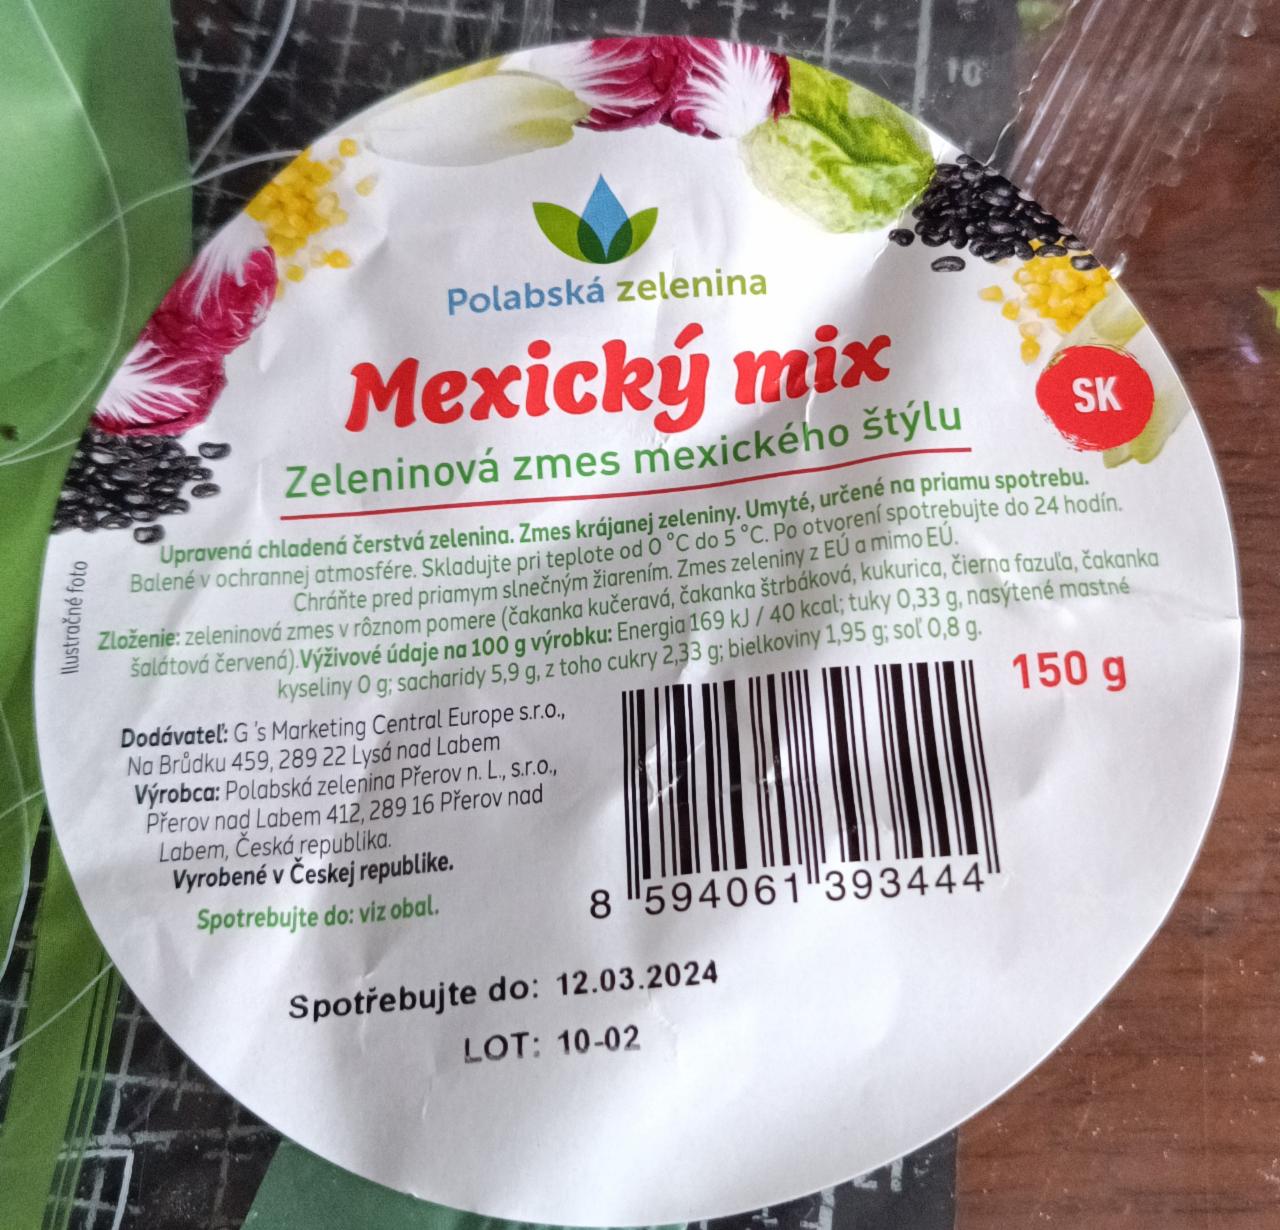 Polabská zelenina
Mexický mix
SK
Zeleninová zmes mexického štýlu
Upravená chladená čerstvá zelenina. Zmes krájanej zeleniny. Umyté, určené na priamu spotrebu.
Balené v ochrannej atmosfére. Skladujte pri teplote od 0 °C do 5 °C. Po otvorení spotrebujte do 24 hodín.
Chráňte pred priamym slnečným žiarením. Zmes zeleniny z EÚ a mimo EÚ.
Zloženie: zeleninová zmes v rôznom pomere (čakanka kučeravá, čakanka štrbáková, kukurica, čierna fazuľa, čakanka
šalátová červená).Výživové údaje na 100 g výrobku: Energia 169 kJ / 40 kcal; tuky 0,33 g, nasýtené mastné
kyseliny 0 g; sacharidy 5,9 g, z toho cukry 2,33 g; bielkoviny 1,95 g; soľ 0,8 g.
Ilustračné foto
150 g
Dodávateľ: G 's Marketing Central Europe s.r.o.,
Na Brůdku 459, 289 22 Lysá nad Labem
Výrobca: Polabská zelenina Přerov n. L., s.r.o.,
Přerov nad Labem 412, 289 16 Přerov nad
Labem, Česká republika.
Vyrobené v Českej republike.
Spotrebujte do: viz obal.
8 594061 393444
Spotřebujte do: 12.03.2024
LOT: 10-02
10